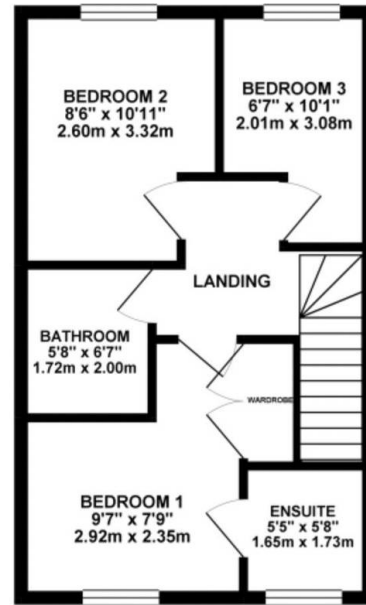 BEDROOM 2
8'6" x 10'11"
2.60m x 3.32m
BEDROOM 3
6'7" x 10'1"
2.01m x 3.08m
LANDING
BATHROOM
5'8" x 6'7"
1.72m x 2.00m
WARDROBE
BEDROOM 1
9'7" x 7'9"
2.92m x 2.35m
ENSUITE
5'5" x 5'8"
1.65m x 1.73m